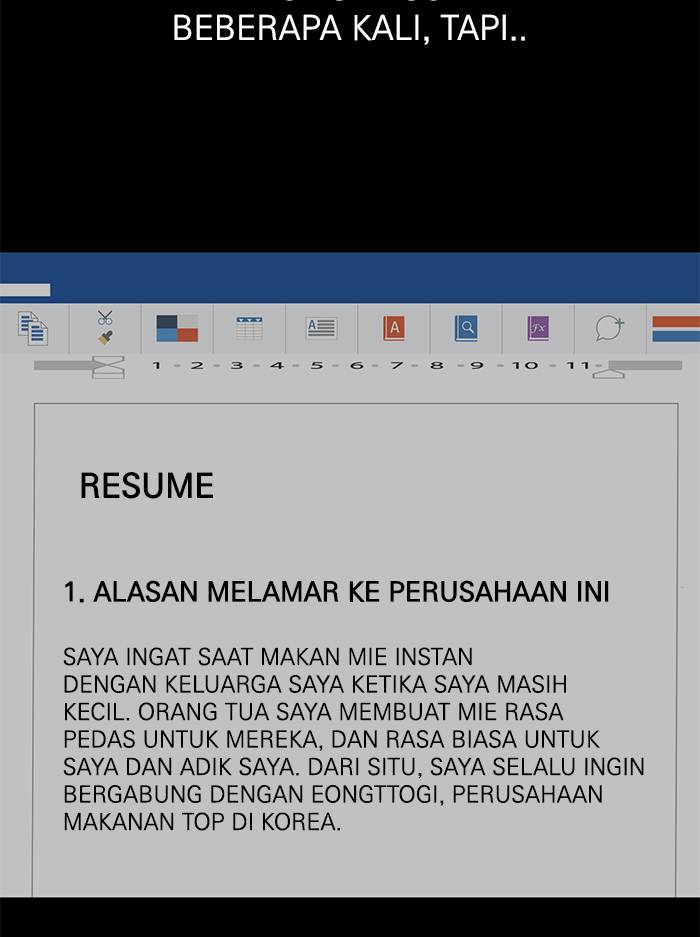 BEBERAPA KALI, TAPI..
A
A
fx
1 - 2 - 3 - 4 - 5 - 6 - 7 - 8 - 9 - 10 - 11 -
RESUME
1. ALASAN MELAMAR KE PERUSAHAAN INI
SAYA INGAT SAAT MAKAN MIE INSTAN
DENGAN KELUARGA SAYA KETIKA SAYA MASIH
KECIL. ORANG TUA SAYA MEMBUAT MIE RASA
PEDAS UNTUK MEREKA, DAN RASA BIASA UNTUK
SAYA DAN ADIK SAYA. DARI SITU, SAYA SELALU INGIN
BERGABUNG DENGAN EONGTTOGI, PERUSAHAAN
MAKANAN TOP DI KOREA.